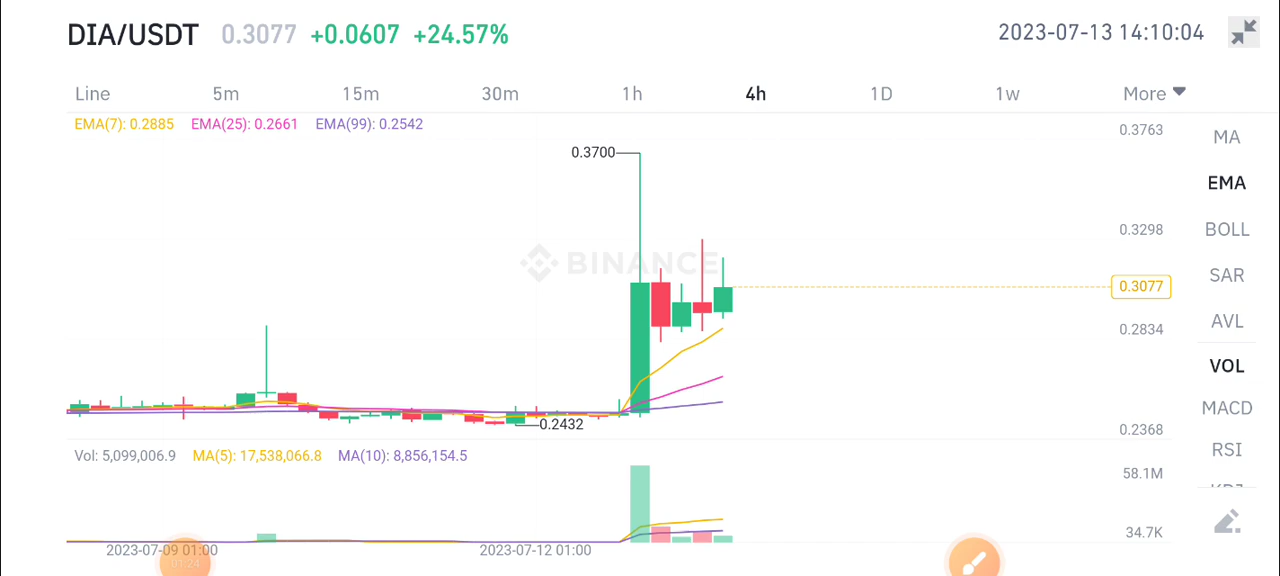 DIA/USDT 0.3077 +0.0607 +24.57% 2023-07-13 14:10:04
Line 5m 15m 30m 1h 4h 1D 1w More
EMA(7): 0.2885 EMA(25): 0.2661 EMA(99): 0.2542
0.3763
MA
0.3700
EMA
0.3298
BOLL
BINANCE
SAR
0.3077
AVL
0.2834
VOL
MACD
0.2432
0.2368
RSI
Vol: 5,099,006.9 MA(5): 17,538,066.8 MA(10): 8,856,154.5
58.1M
34.7K
2023-07-09 01:00 2023-07-12 01:00
01:24